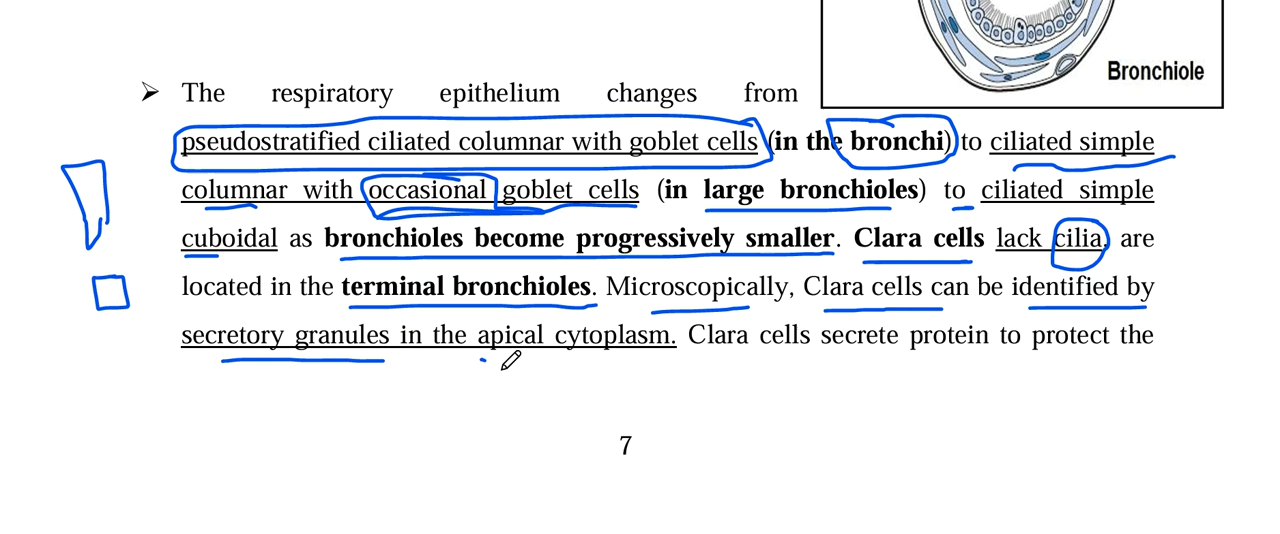 Bronchiole
➢ The respiratory epithelium changes from
pseudostratified ciliated columnar with goblet cells (in the bronchi) to ciliated simple
columnar with occasional goblet cells (in large bronchioles) to ciliated simple
cuboidal as bronchioles become progressively smaller. Clara cells lack cilia, are
located in the terminal bronchioles. Microscopically, Clara cells can be identified by
secretory granules in the apical cytoplasm. Clara cells secrete protein to protect the
7